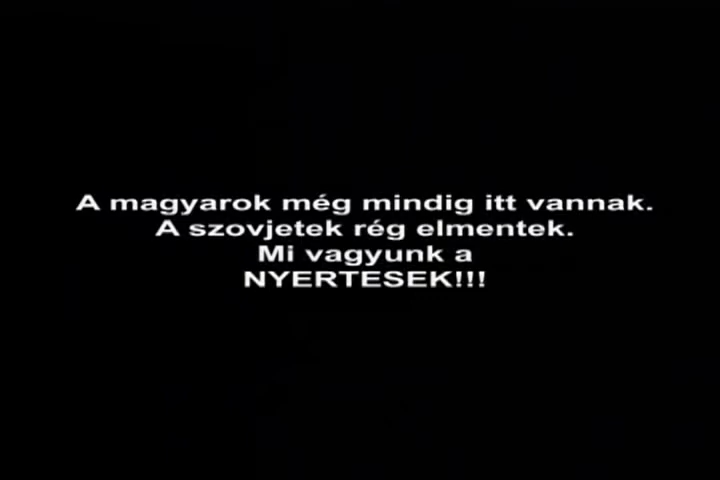 A magyarok még mindig itt vannak.
A szovjetek rég elmentek.
Mi vagyunk a
NYERTESEK!!!